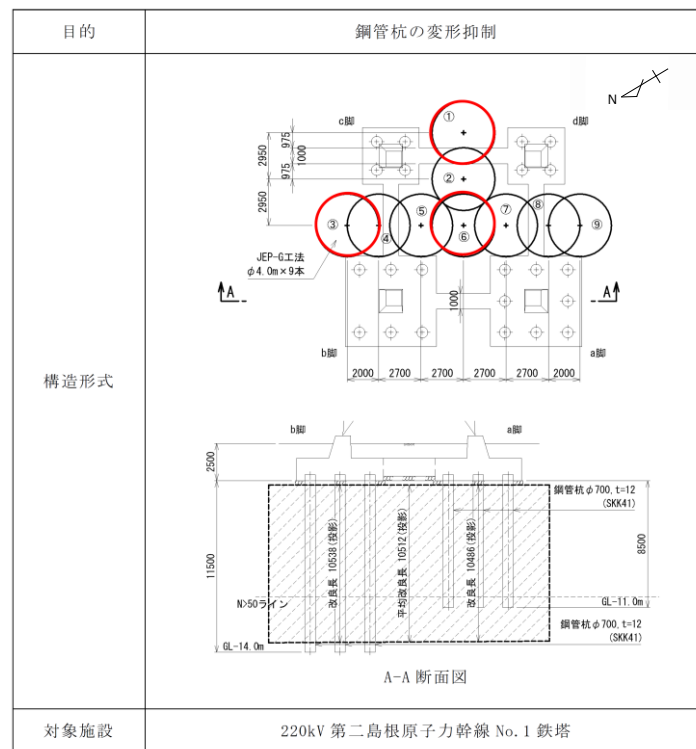 目的
鋼管杭の変形抑制
構造形式
N
c脚
d脚
①
②
③
④
⑤
⑥
⑦
⑧
⑨
2950
2950
975
1000
975
JEP-G工法
φ4.0m×9本
A
A
1000
b脚
a脚
2000
2700
2700
2700
2700
2000
b脚
a脚
2500
11500
8500
改良長 10538(投影)
平均改良長 10512(投影)
改良長 10486(投影)
鋼管杭φ700,t=12
(SKK41)
N>50ライン
GL-11.0m
鋼管杭φ700,t=12
(SKK41)
GL-14.0m
A-A 断面図
対象施設
220kV 第二島根原子力幹線 No.1 鉄塔